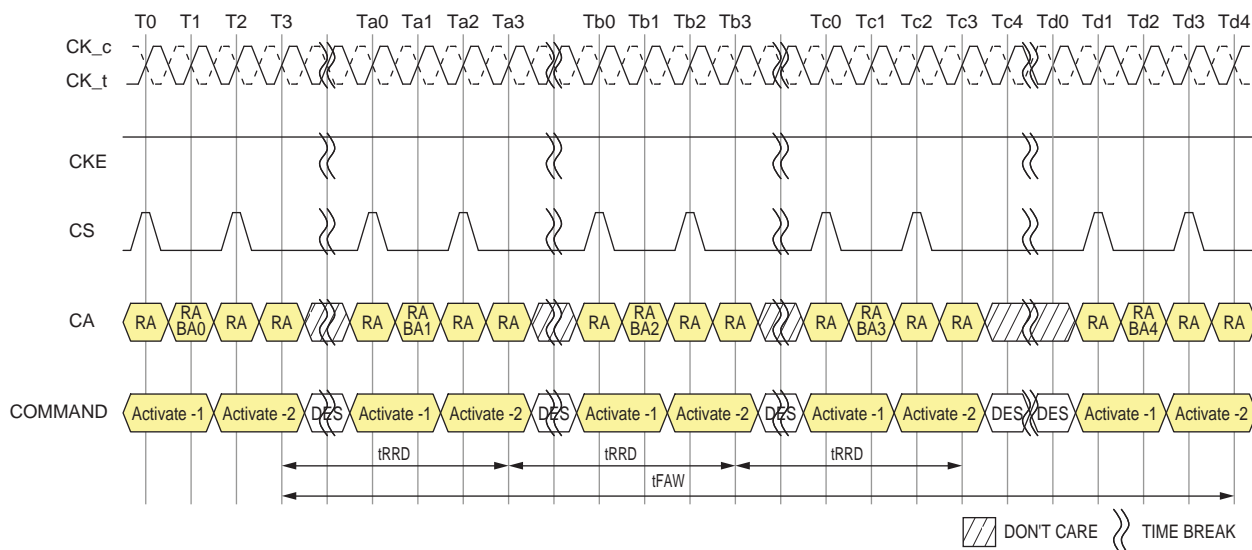 T0 T1 T2 T3 Ta0 Ta1 Ta2 Ta3 Tb0 Tb1 Tb2 Tb3 Tc0 Tc1 Tc2 Tc3 Tc4 Td0 Td1 Td2 Td3 Td4
CK_c
CK_t
CKE
CS
CA RA RA BA0 RA RA RA RA BA1 RA RA RA RA BA2 RA RA RA RA BA3 RA RA RA RA BA4 RA RA
COMMAND Activate -1 Activate -2 DES Activate -1 Activate -2 DES Activate -1 Activate -2 DES Activate -1 Activate -2 DES DES Activate -1 Activate -2
tRRD tRRD tRRD
tFAW
DON'T CARE TIME BREAK